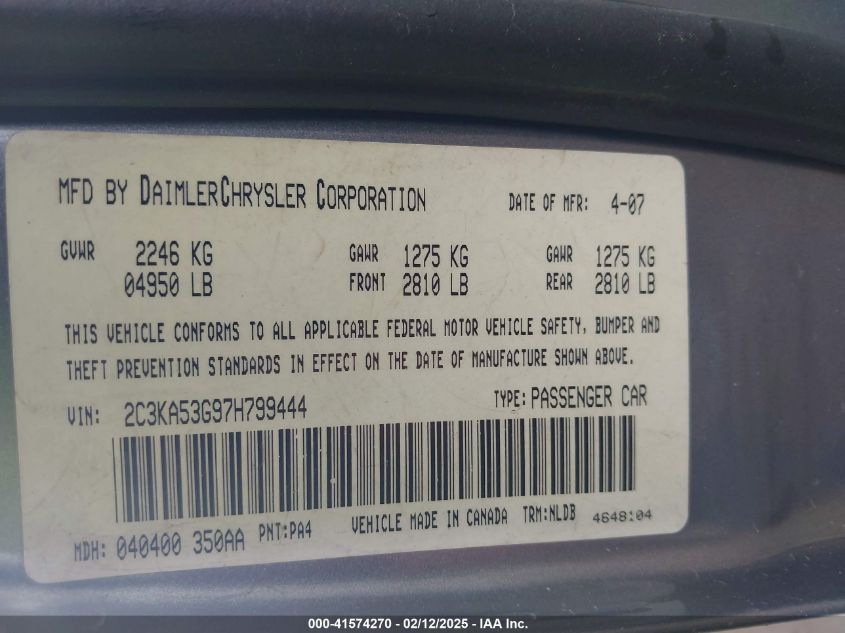 MFD BY DAIMLERCHRYSLER CORPORATION DATE OF MFR: 4-07
GVWR 2246 KG GAWR 1275 KG GAWR 1275 KG
04950 LB FRONT 2810 LB REAR 2810 LB
THIS VEHICLE CONFORMS TO ALL APPLICABLE FEDERAL MOTOR VEHICLE SAFETY, BUMPER AND
THEFT PREVENTION STANDARDS IN EFFECT ON THE DATE OF MANUFACTURE SHOWN ABOVE.
VIN: 2C3KA53G97H799444 TYPE: PASSENGER CAR
MDH: 040400 350AA PNT:PA4 VEHICLE MADE IN CANADA TRM:NLDB 4648104
000-41574270 - 02/12/2025 - Copyright © IAA Inc.